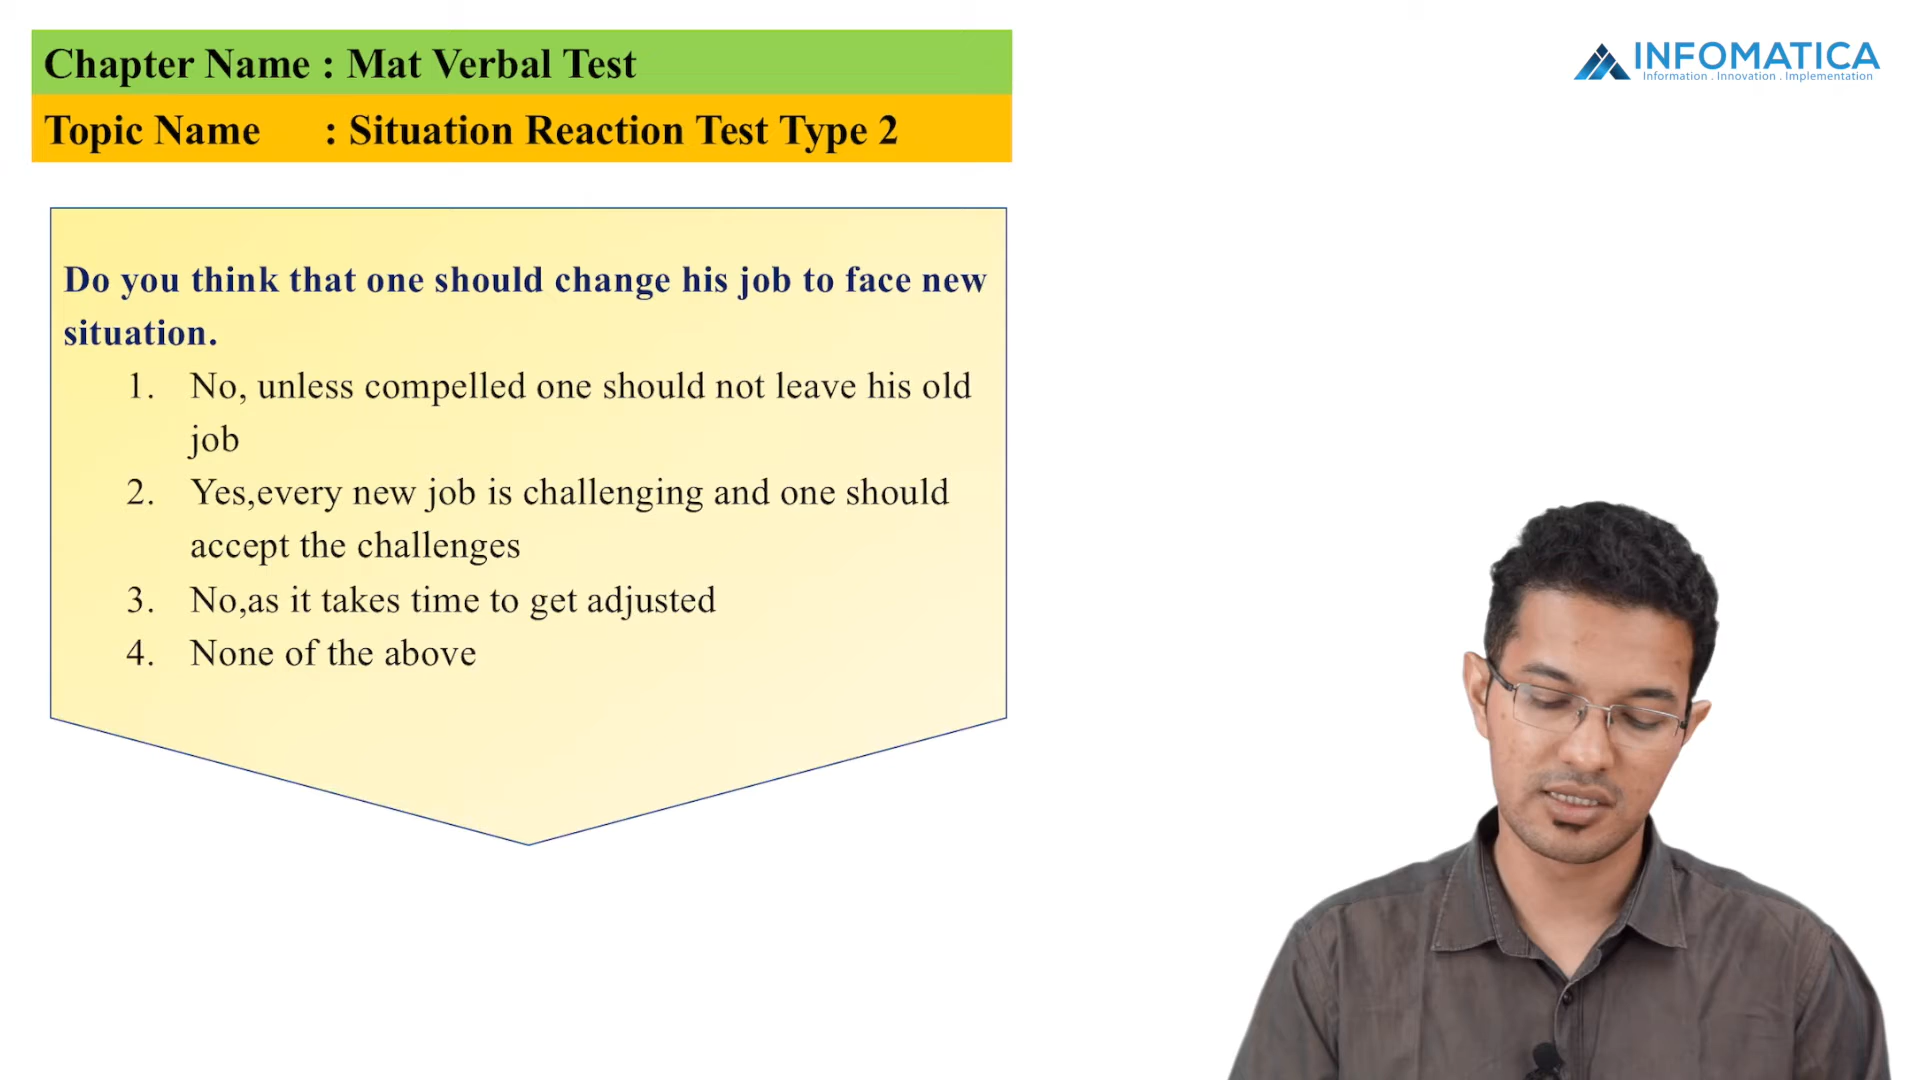 Chapter Name : Mat Verbal Test
INFOMATICA
Information . Innovation . Implementation
Topic Name : Situation Reaction Test Type 2
Do you think that one should change his job to face new
situation.
1. No, unless compelled one should not leave his old
job
2. Yes,every new job is challenging and one should
accept the challenges
3. No,as it takes time to get adjusted
4. None of the above